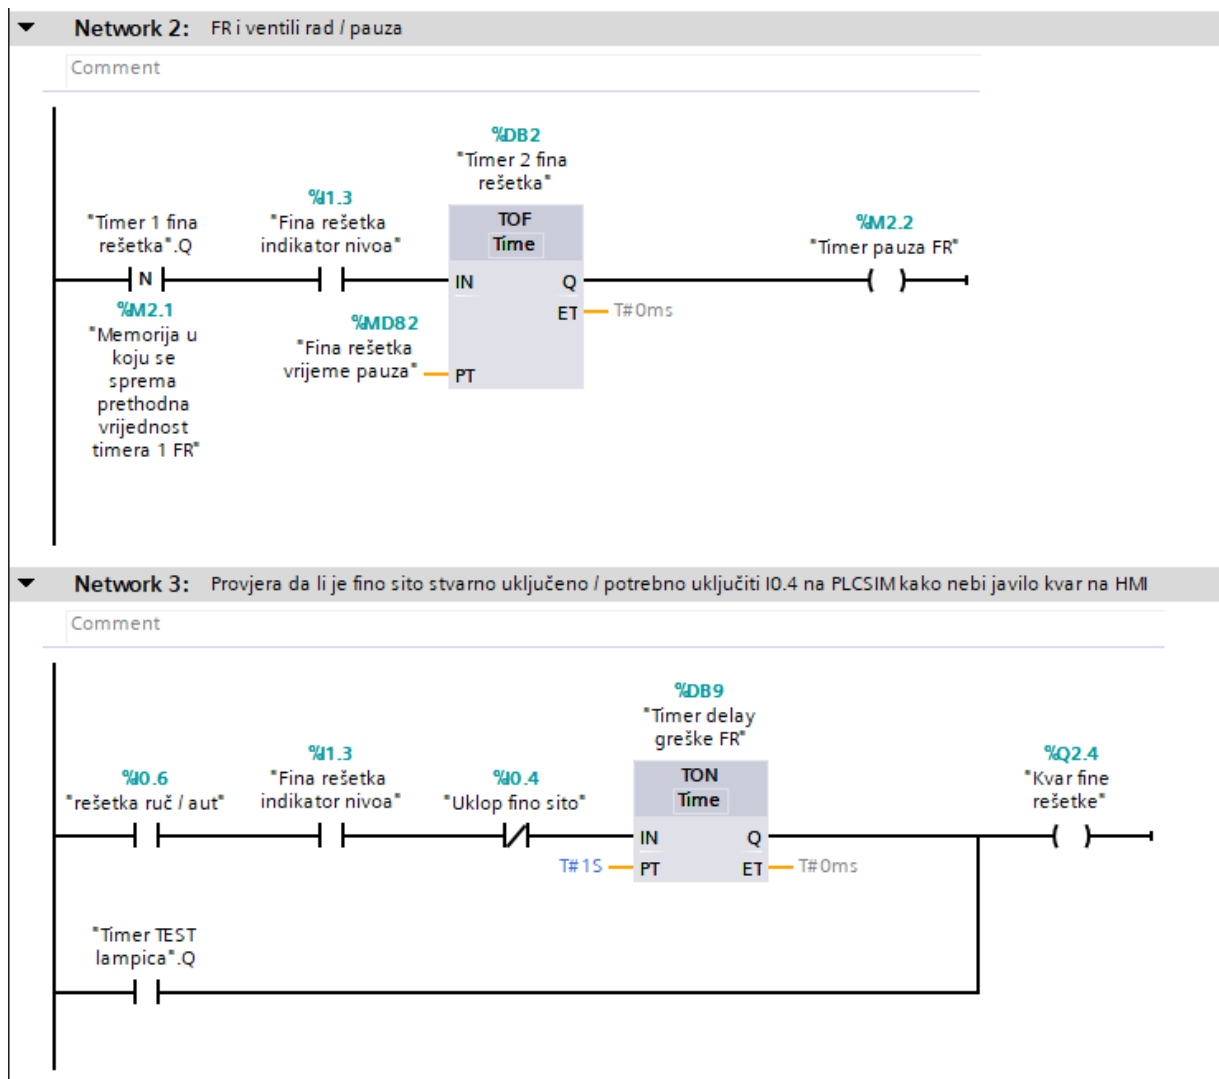 Network 2: FR i ventili rad / pauza
Comment
%DB2
"Timer 2 fina
rešetka"
%I1.3
"Timer 1 fina
rešetka".Q
"Fina rešetka
indikator nivoa"
TOF
Time
%M2.2
"Timer pauza FR"
N
IN
Q
ET
T#0ms
%M2.1
"Memorija u
koju se
sprema
prethodna
vrijednost
timera 1 FR"
%MD82
"Fina rešetka
vrijeme pauza"
PT
Network 3: Provjera da li je fino sito stvarno uključeno / potrebno uključiti I0.4 na PLCSIM kako nebi javilo kvar na HMI
Comment
%DB9
"Timer delay
greške FR"
%I0.6
"rešetka ruč / aut"
%I1.3
"Fina rešetka
indikator nivoa"
%I0.4
"Uklop fino sito"
TON
Time
%Q2.4
"Kvar fine
rešetke"
IN
Q
T#1S
PT
ET
T#0ms
"Timer TEST
lampica".Q